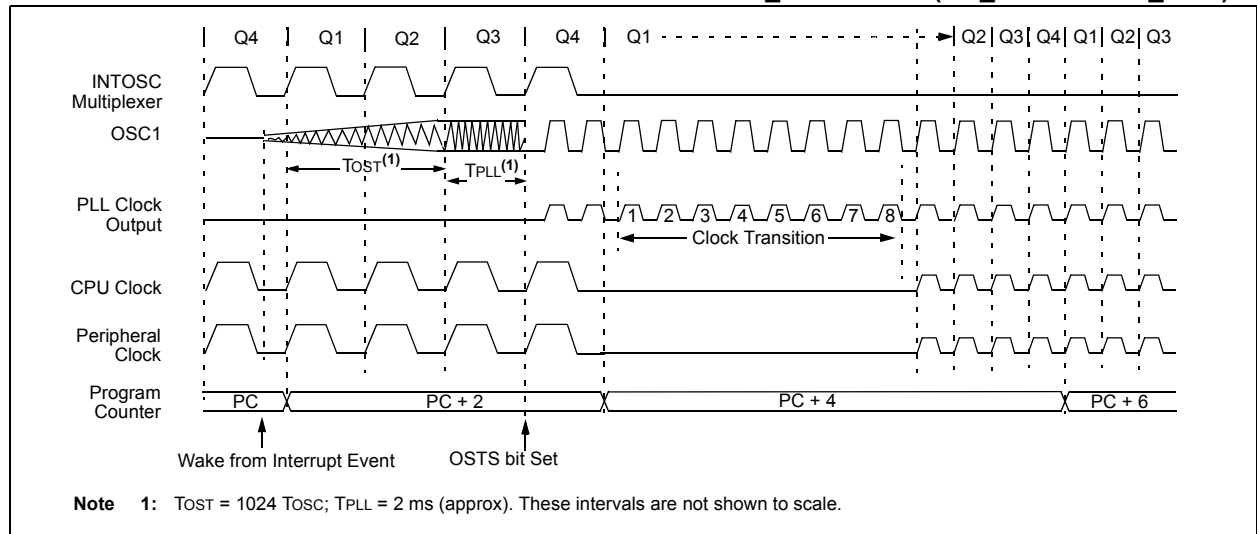 Q4 Q1 Q2 Q3 Q4 Q1 Q2 Q3 Q4 Q1 Q2 Q3
INTOSC
Multiplexer
OSC1
TOST(1) TPLL(1)
PLL Clock
Output
1 2 3 4 5 6 7 8
Clock Transition
CPU Clock
Peripheral
Clock
Program
Counter
PC PC + 2 PC + 4 PC + 6
Wake from Interrupt Event OSTS bit Set
Note 1: TOST = 1024 TOSC; TPLL = 2 ms (approx). These intervals are not shown to scale.